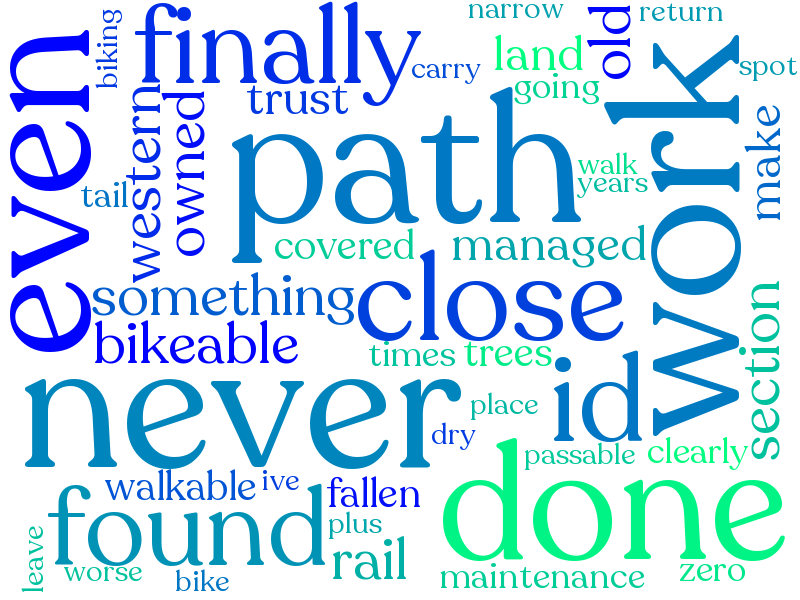 narrow
return
biking
finally
old
land
carry
spot
going
even
trust
western
owned
work
make
path
walk
years
tail
covered
managed
something
close
section
bikeable
times
trees
id
never
place
dry
passable
clearly
walkable
ive
fallen
done
found
plus
rail
leave
worse
bike
maintenance
zero